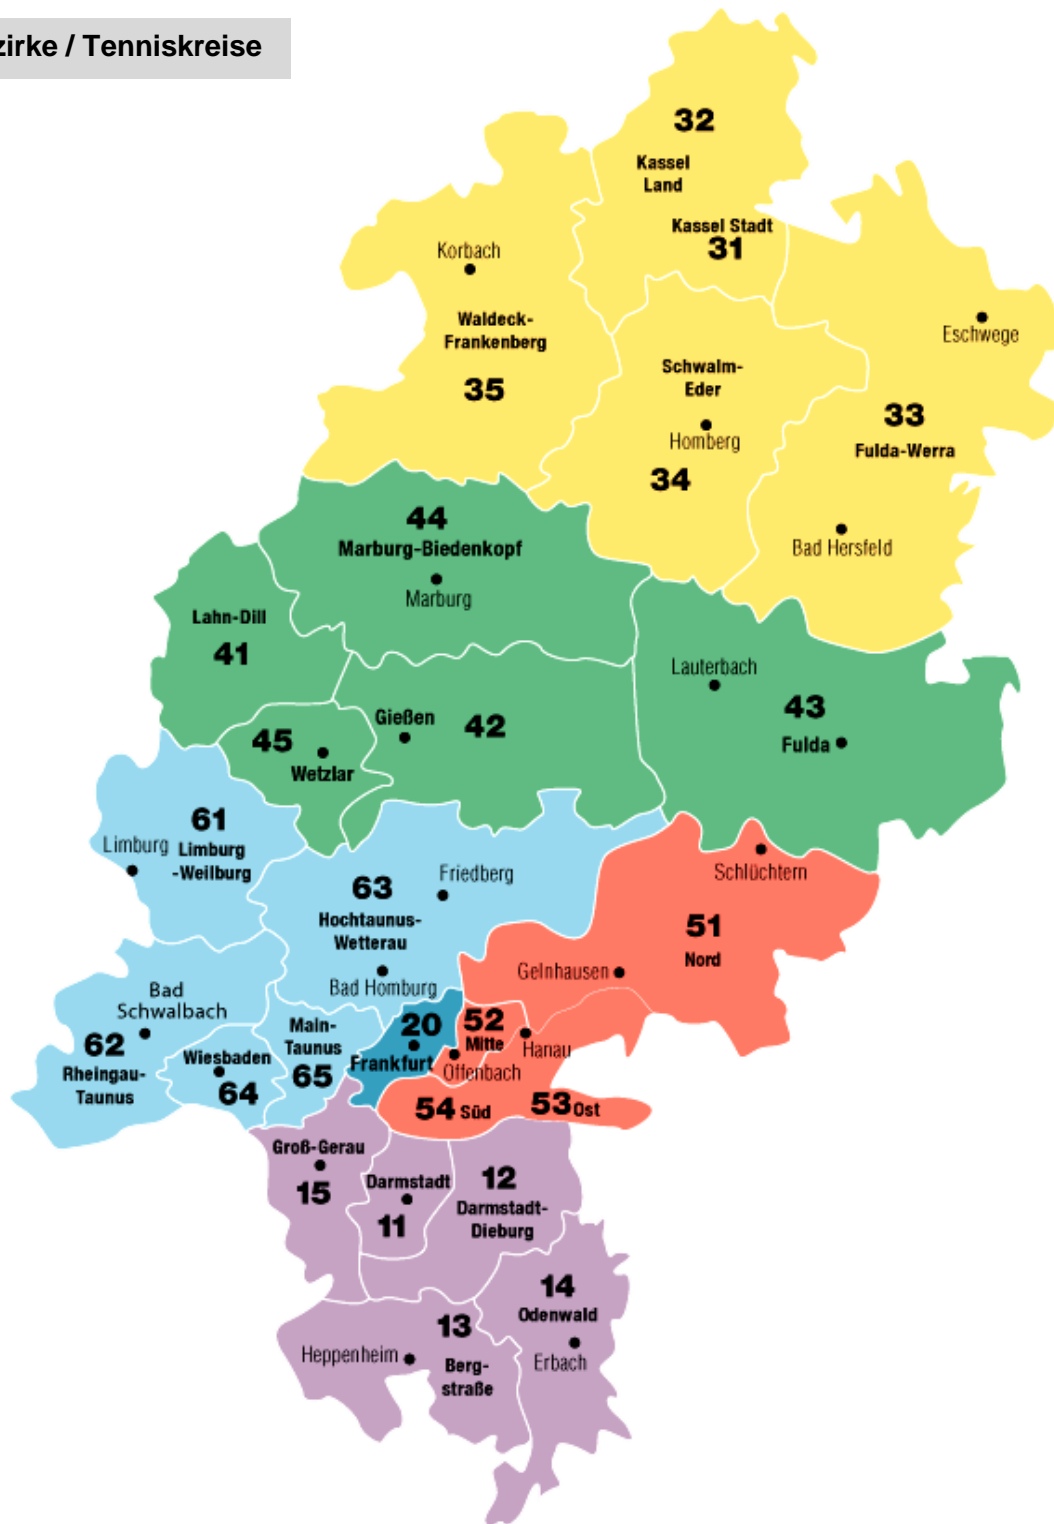 zirke / Tenniskreise
32
Kassel
Land
Kassel Stadt
31
Korbach
Waldeck-
Frankenberg
35
Eschwege
Schwalm-
Eder
Homberg
34
33
Fulda-Werra
Bad Hersfeld
44
Marburg-Biedenkopf
Marburg
Lahn-Dill
41
Lauterbach
43
Fulda
Gießen
42
45
Wetzlar
61
Limburg
Limburg
-Weilburg
63
Friedberg
Hochtaunus-
Wetterau
Bad Homburg
Schlüchtern
51
Nord
Gelnhausen
Bad
Schwalbach
62
Rheingau-
Taunus
Wiesbaden
64
Main-
Taunus
65
20
Frankfurt
52
Mitte
Offenbach
Hanau
54 Süd
53 Ost
Groß-Gerau
15
Darmstadt
11
12
Darmstadt-
Dieburg
14
Odenwald
Erbach
13
Heppenheim
Berg-
straße